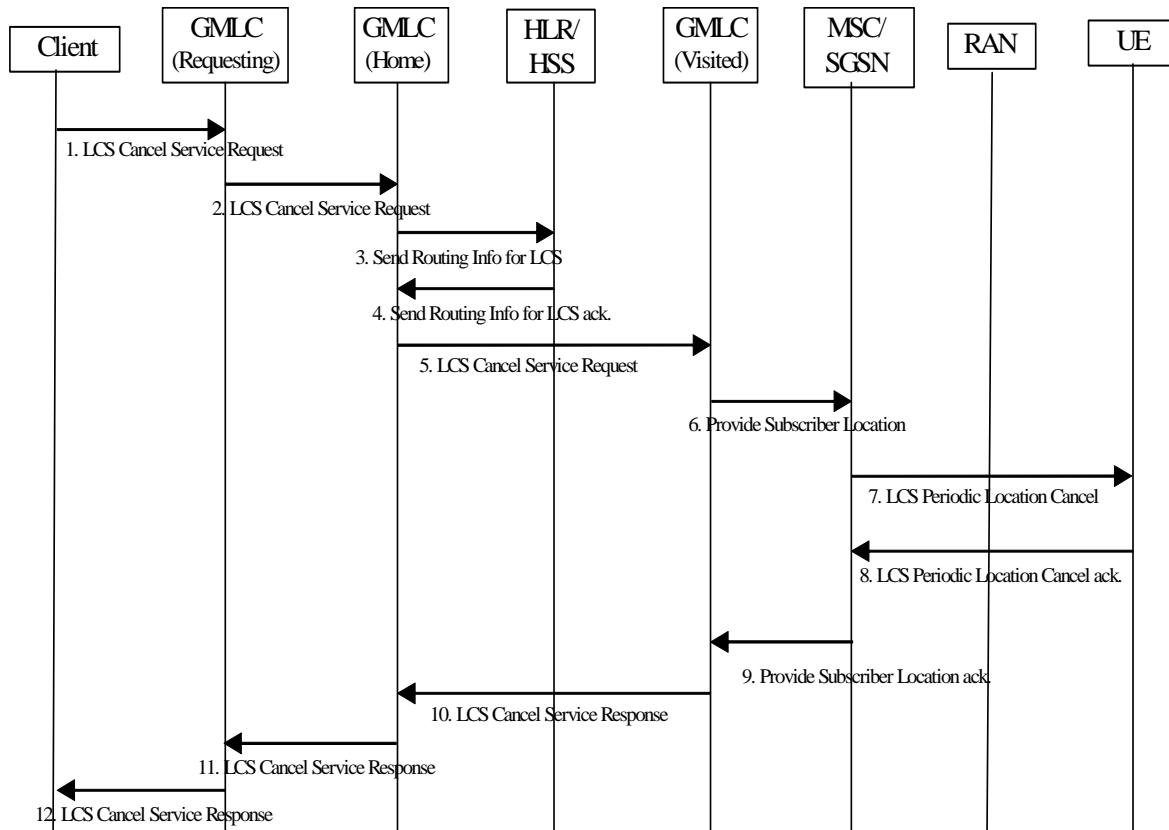 Client
GMLC
(Requesting)
GMLC
(Home)
HLR/
HSS
GMLC
(Visited)
MSC/
SGSN
RAN
UE
1. LCS Cancel Service Request
2. LCS Cancel Service Request
3. Send Routing Info for LCS
4. Send Routing Info for LCS ack.
5. LCS Cancel Service Request
6. Provide Subscriber Location
7. LCS Periodic Location Cancel
8. LCS Periodic Location Cancel ack.
9. Provide Subscriber Location ack.
10. LCS Cancel Service Response
11. LCS Cancel Service Response
12. LCS Cancel Service Response